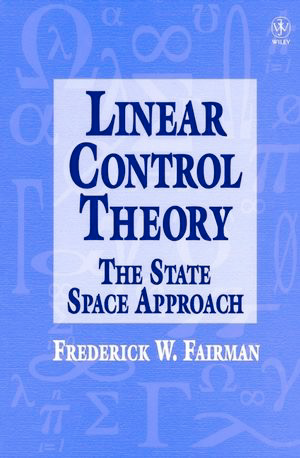 WILEY
LINEAR
CONTROL
THEORY
THE STATE
SPACE APPROACH
FREDERICK W. FAIRMAN